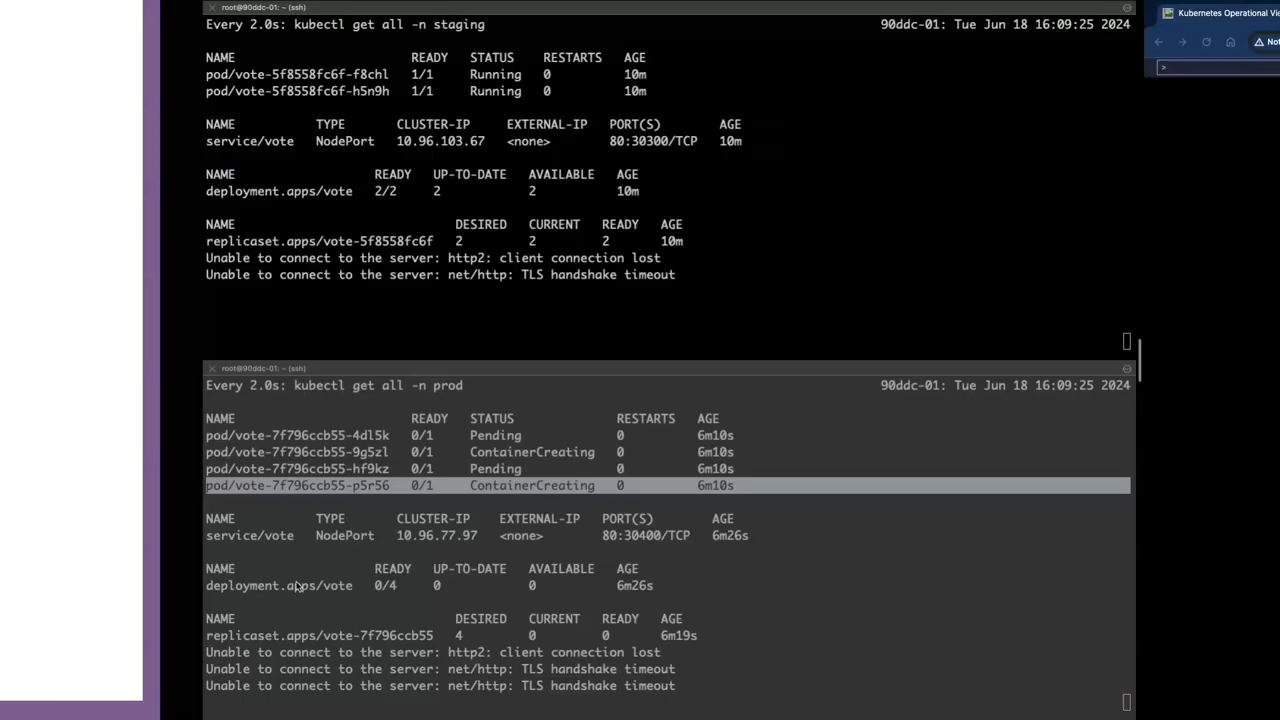 root@90ddc-01: ~ (ssh)
Every 2.0s: kubectl get all -n staging 90ddc-01: Tue Jun 18 16:09:25 2024
NAME READY STATUS RESTARTS AGE
pod/vote-5f8558fc6f-f8chl 1/1 Running 0 10m
pod/vote-5f8558fc6f-h5n9h 1/1 Running 0 10m
NAME TYPE CLUSTER-IP EXTERNAL-IP PORT(S) AGE
service/vote NodePort 10.96.103.67 <none> 80:30300/TCP 10m
NAME READY UP-TO-DATE AVAILABLE AGE
deployment.apps/vote 2/2 2 2 10m
NAME DESIRED CURRENT READY AGE
replicaset.apps/vote-5f8558fc6f 2 2 2 10m
Unable to connect to the server: http2: client connection lost
Unable to connect to the server: net/http: TLS handshake timeout
root@90ddc-01: ~ (ssh)
Every 2.0s: kubectl get all -n prod 90ddc-01: Tue Jun 18 16:09:25 2024
NAME READY STATUS RESTARTS AGE
pod/vote-7f796ccb55-4dl5k 0/1 Pending 0 6m10s
pod/vote-7f796ccb55-9g5zl 0/1 ContainerCreating 0 6m10s
pod/vote-7f796ccb55-hf9kz 0/1 Pending 0 6m10s
pod/vote-7f796ccb55-p5r56 0/1 ContainerCreating 0 6m10s
NAME TYPE CLUSTER-IP EXTERNAL-IP PORT(S) AGE
service/vote NodePort 10.96.77.97 <none> 80:30400/TCP 6m26s
NAME READY UP-TO-DATE AVAILABLE AGE
deployment.apps/vote 0/4 0 0 6m26s
NAME DESIRED CURRENT READY AGE
replicaset.apps/vote-7f796ccb55 4 0 0 6m19s
Unable to connect to the server: http2: client connection lost
Unable to connect to the server: net/http: TLS handshake timeout
Unable to connect to the server: net/http: TLS handshake timeout
Kubernetes Operational Vie
Not
>